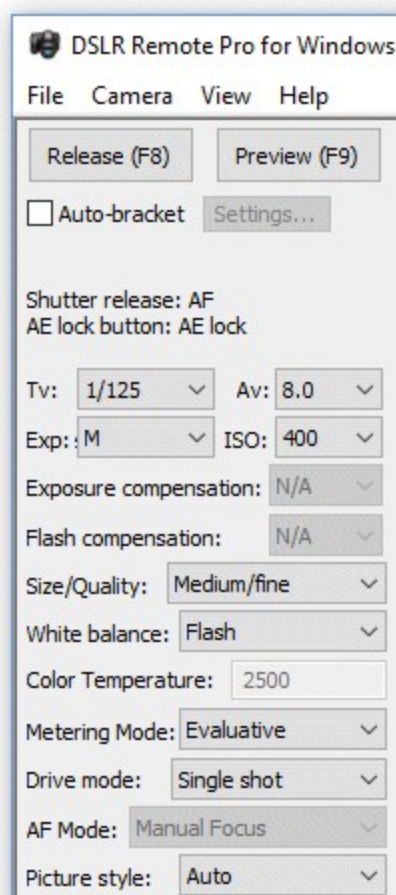 DSLR Remote Pro for Windows
File Camera View Help
Release (F8) Preview (F9)
Auto-bracket Settings...
Shutter release: AF
AE lock button: AE lock
Tv: 1/125 Av: 8.0
Exp: M ISO: 400
Exposure compensation: N/A
Flash compensation: N/A
Size/Quality: Medium/fine
White balance: Flash
Color Temperature: 2500
Metering Mode: Evaluative
Drive mode: Single shot
AF Mode: Manual Focus
Picture style: Auto